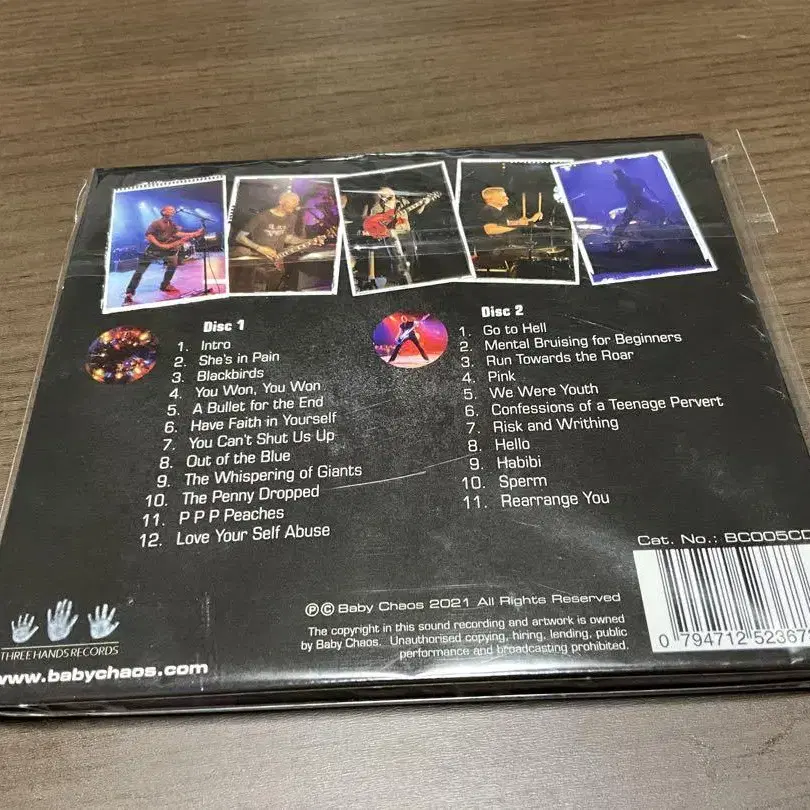 Disc 1
1. Intro
2. She's in Pain
3. Blackbirds
4. You Won, You Won
5. A Bullet for the End
6. Have Faith in Yourself
7. You Can't Shut Us Up
8. Out of the Blue
9. The Whispering of Giants
10. The Penny Dropped
11. P P P Peaches
12. Love Your Self Abuse
Disc 2
1. Go to Hell
2. Mental Bruising for Beginners
3. Run Towards the Roar
4. Pink
5. We Were Youth
6. Confessions of a Teenage Pervert
7. Risk and Writhing
8. Hello
9. Habibi
10. Sperm
11. Rearrange You
Cat. No.: BC005CD
℗© Baby Chaos 2021 All Rights Reserved
The copyright in this sound recording and artwork is owned
by Baby Chaos. Unauthorised copying, hiring, lending, public
performance and broadcasting prohibited.
0 794712 52367
THREE HANDS RECORDS
www.babychaos.com